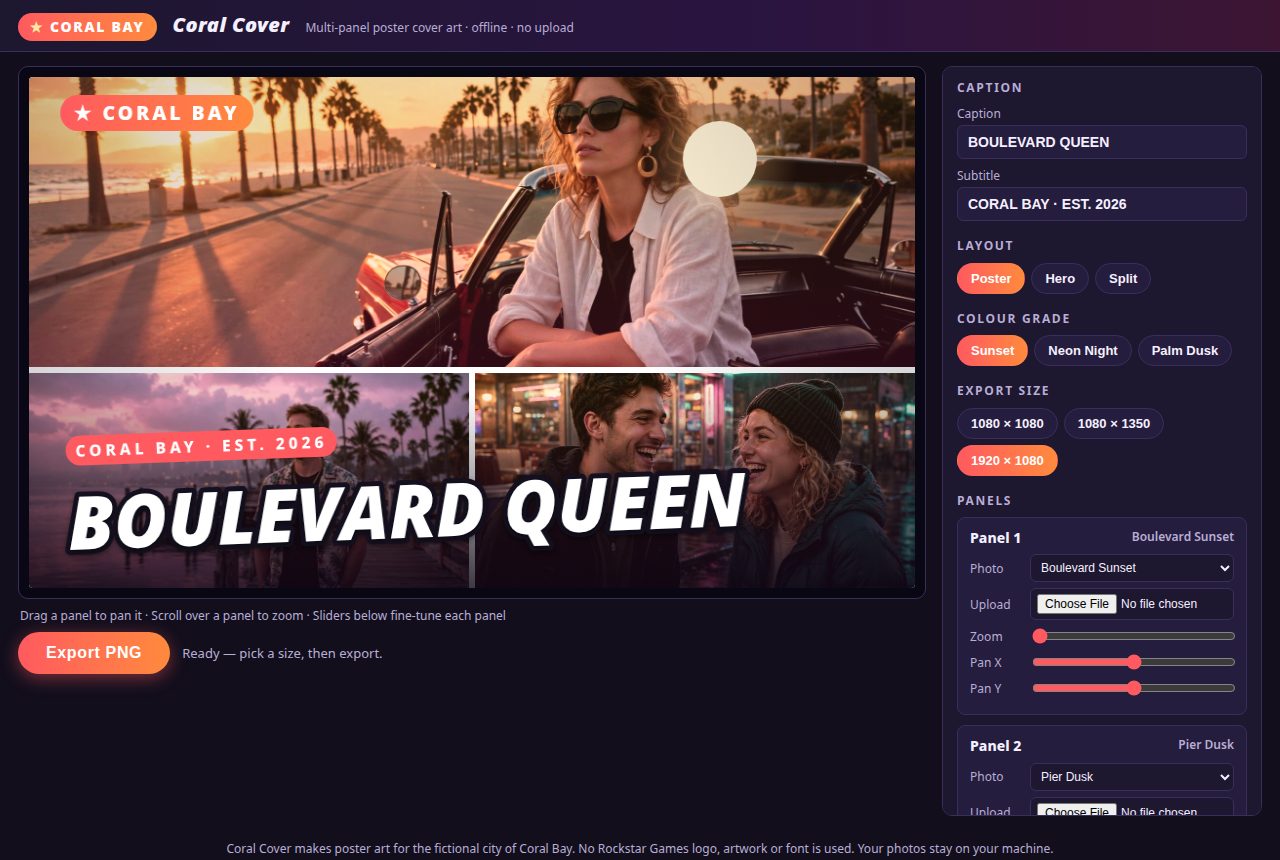 ★ CORAL BAY
Coral Cover
Multi-panel poster cover art · offline · no upload
★ CORAL BAY
CORAL BAY · EST. 2026
BOULEVARD QUEEN
Drag a panel to pan it · Scroll over a panel to zoom · Sliders below fine-tune each panel
Export PNG
Ready — pick a size, then export.
CAPTION
Caption
BOULEVARD QUEEN
Subtitle
CORAL BAY · EST. 2026
LAYOUT
Poster Hero Split
COLOUR GRADE
Sunset Neon Night Palm Dusk
EXPORT SIZE
1080 × 1080 1080 × 1350
1920 × 1080
PANELS
Panel 1 Boulevard Sunset
Photo Boulevard Sunset
Upload Choose File No file chosen
Zoom
Pan X
Pan Y
Panel 2 Pier Dusk
Photo Pier Dusk
Upload Choose File No file chosen
Coral Cover makes poster art for the fictional city of Coral Bay. No Rockstar Games logo, artwork or font is used. Your photos stay on your machine.